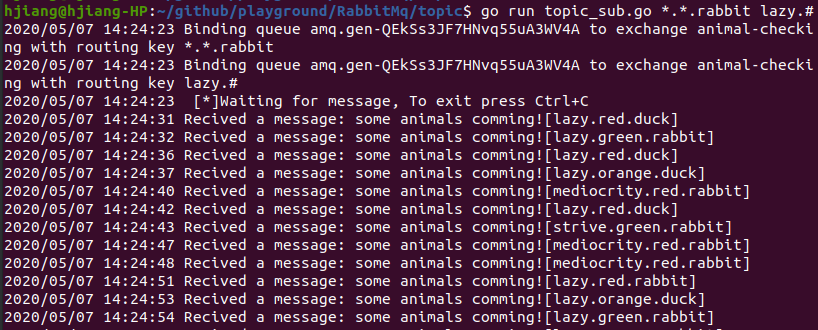 hjiang@hjiang-HP:~/github/playground/RabbitMq/topic$ go run topic_sub.go *.*.rabbit lazy.#
2020/05/07 14:24:23 Binding queue amq.gen-QEkSs3JF7HNvq55uA3WV4A to exchange animal-checki
ng with routing key *.*.rabbit
2020/05/07 14:24:23 Binding queue amq.gen-QEkSs3JF7HNvq55uA3WV4A to exchange animal-checki
ng with routing key lazy.#
2020/05/07 14:24:23  [*]Waiting for message, To exit press Ctrl+C
2020/05/07 14:24:31 Recived a message: some animals comming![lazy.red.duck]
2020/05/07 14:24:32 Recived a message: some animals comming![lazy.green.rabbit]
2020/05/07 14:24:36 Recived a message: some animals comming![lazy.red.duck]
2020/05/07 14:24:37 Recived a message: some animals comming![lazy.orange.duck]
2020/05/07 14:24:40 Recived a message: some animals comming![mediocrity.red.rabbit]
2020/05/07 14:24:42 Recived a message: some animals comming![lazy.red.duck]
2020/05/07 14:24:43 Recived a message: some animals comming![strive.green.rabbit]
2020/05/07 14:24:47 Recived a message: some animals comming![mediocrity.red.rabbit]
2020/05/07 14:24:48 Recived a message: some animals comming![mediocrity.red.rabbit]
2020/05/07 14:24:51 Recived a message: some animals comming![lazy.red.rabbit]
2020/05/07 14:24:53 Recived a message: some animals comming![lazy.orange.duck]
2020/05/07 14:24:54 Recived a message: some animals comming![lazy.green.rabbit]